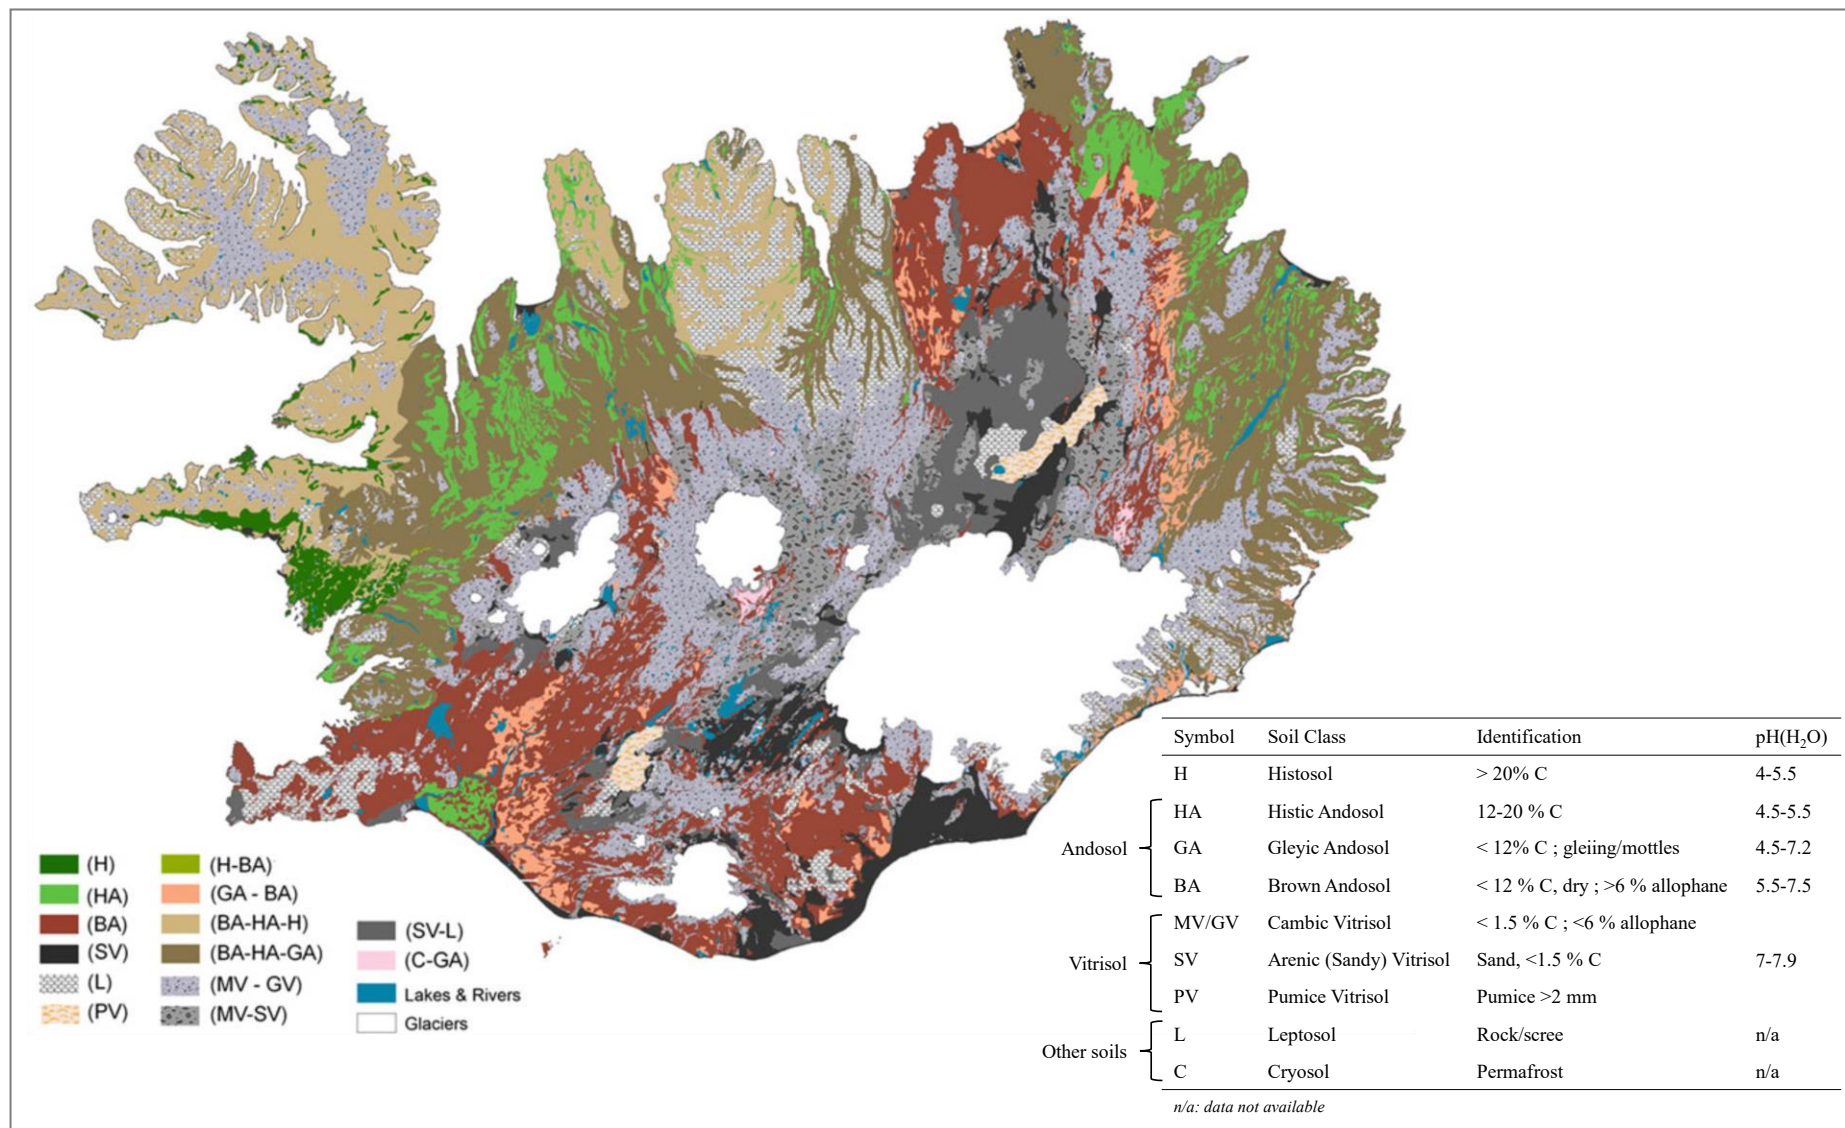 (H)
(HA)
(BA)
(SV)
(L)
(PV)
(H-BA)
(GA - BA)
(BA-HA-H)
(BA-HA-GA)
(MV - GV)
(MV-SV)
(SV-L)
(C-GA)
Lakes & Rivers
Glaciers
Symbol Soil Class Identification pH(H₂O)
H Histosol > 20% C 4-5.5
HA Histic Andosol 12-20 % C 4.5-5.5
Andosol
GA Gleyic Andosol < 12% C ; gleiing/mottles 4.5-7.2
BA Brown Andosol < 12 % C, dry ; >6 % allophane 5.5-7.5
MV/GV Cambic Vitrisol < 1.5 % C ; <6 % allophane
Vitrisol
SV Arenic (Sandy) Vitrisol Sand, <1.5 % C 7-7.9
PV Pumice Vitrisol Pumice >2 mm
L Leptosol Rock/scree n/a
Other soils
C Cryosol Permafrost n/a
n/a: data not available